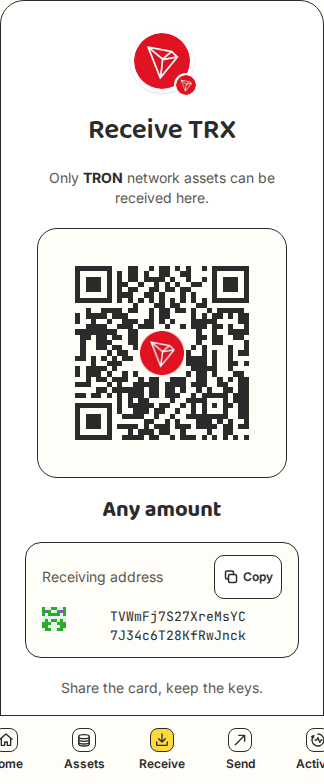 Receive TRX
Only TRON network assets can be
received here.
Any amount
Receiving address
Copy
TVWmFj7S27XreMsYC
7J34c6T28KfRwJnck
Share the card, keep the keys.
ome Assets Receive Send Activ